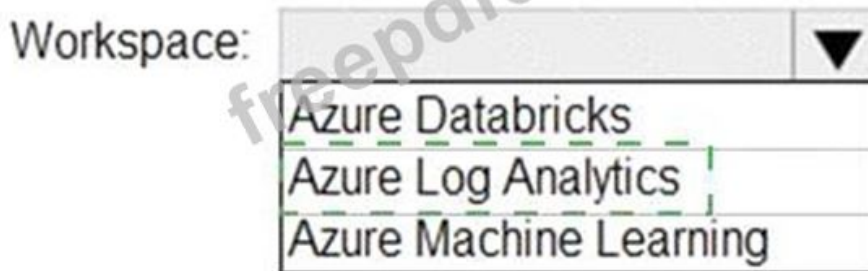 Workspace:
Azure Databricks
Azure Log Analytics
Azure Machine Learning